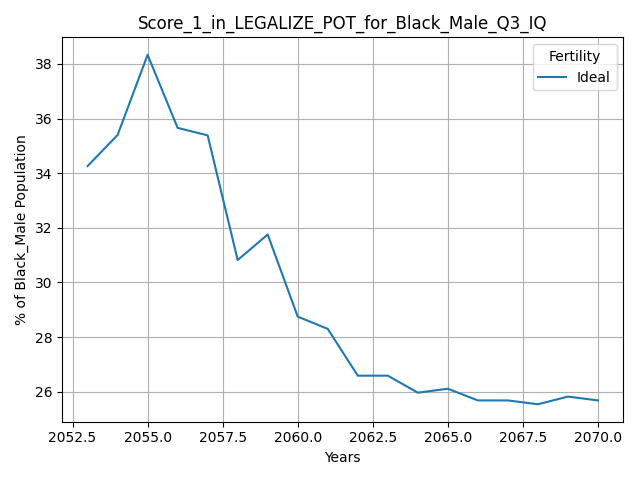 Score_1_in_LEGALIZE_POT_for_Black_Male_Q3_IQ
Fertility
Ideal
% of Black_Male Population
38
36
34
32
30
28
26
2052.5 2055.0 2057.5 2060.0 2062.5 2065.0 2067.5 2070.0
Years